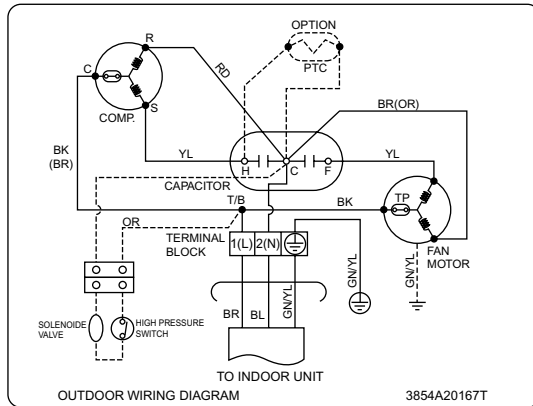 OPTION
R
RD
PTC
C
S
COMP.
BR(OR)
BK
(BR)
YL
H
C
F
YL
CAPACITOR
T/B
BK
TP
OR
TERMINAL
BLOCK
1(L)
2(N)
FAN
MOTOR
GN/YL
GN/YL
GN/YL
SOLENOIDE
VALVE
HIGH PRESSURE
SWITCH
BR
BL
TO INDOOR UNIT
OUTDOOR WIRING DIAGRAM
3854A20167T